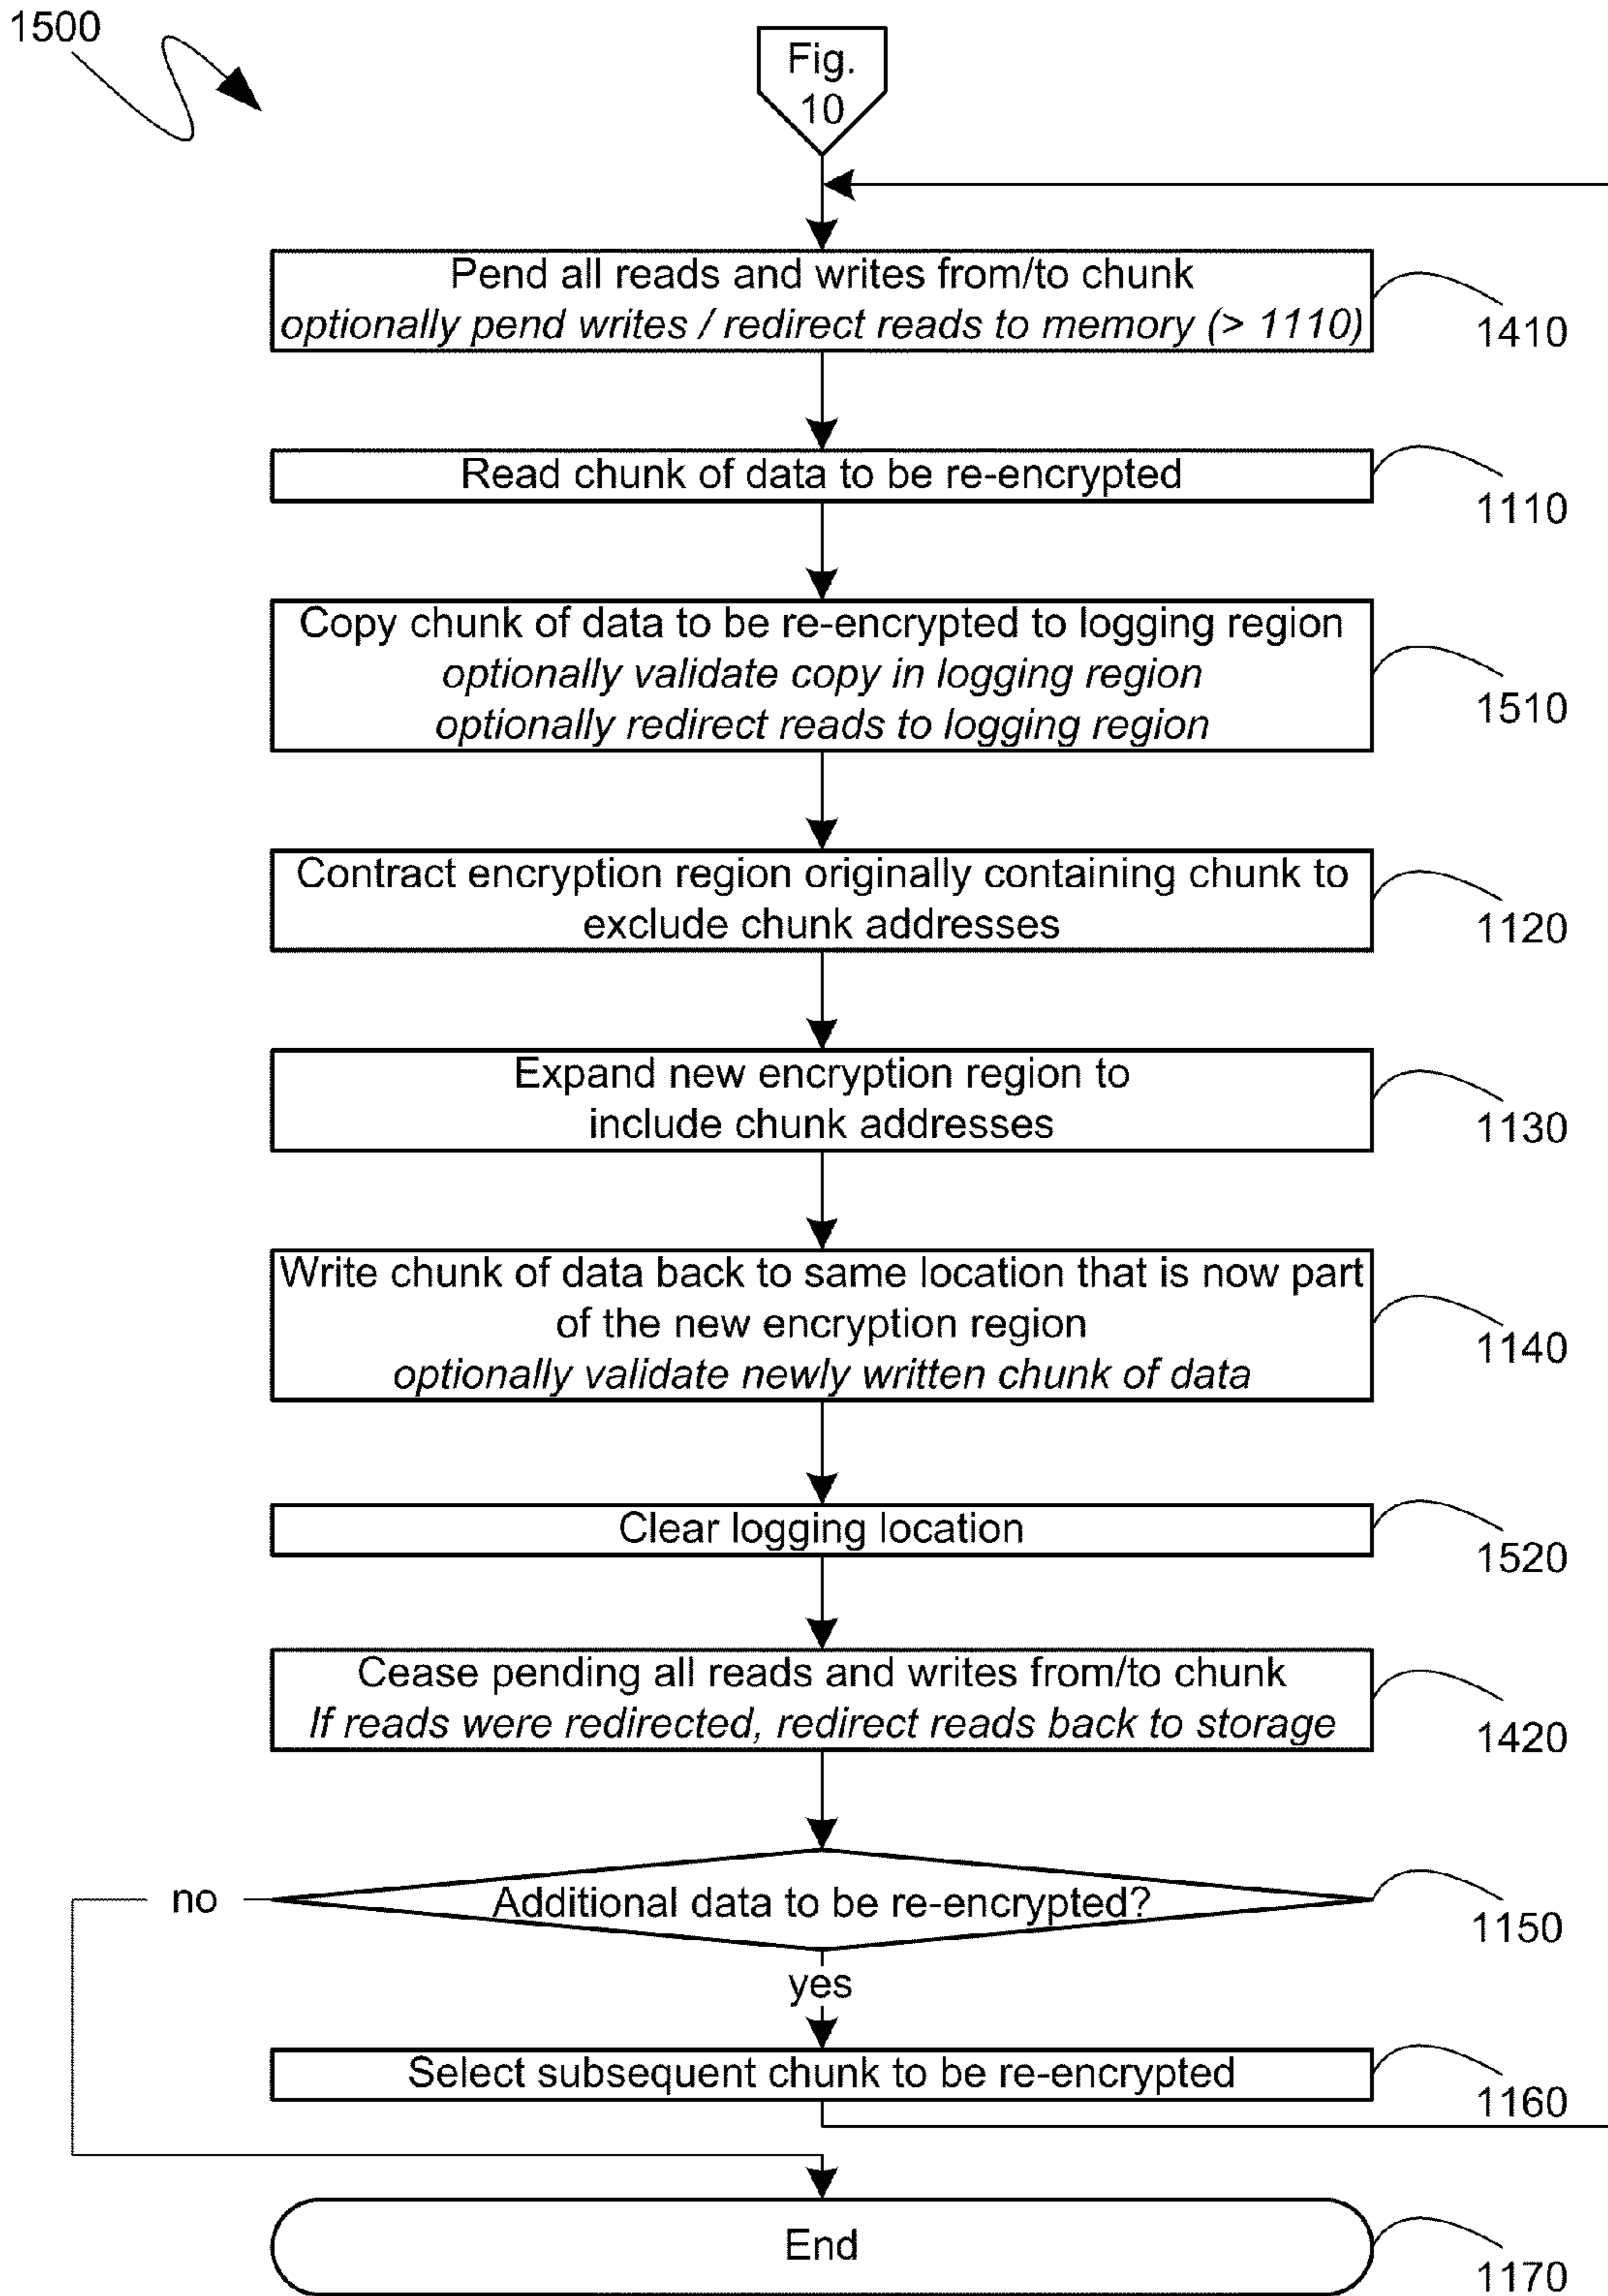 1500
Fig.
10
Pend all reads and writes from/to chunk
optionally pend writes / redirect reads to memory (> 1110)
1410
Read chunk of data to be re-encrypted
1110
Copy chunk of data to be re-encrypted to logging region
optionally validate copy in logging region
optionally redirect reads to logging region
1510
Contract encryption region originally containing chunk to
exclude chunk addresses
1120
Expand new encryption region to
include chunk addresses
1130
Write chunk of data back to same location that is now part
of the new encryption region
optionally validate newly written chunk of data
1140
Clear logging location
1520
Cease pending all reads and writes from/to chunk
If reads were redirected, redirect reads back to storage
1420
no
Additional data to be re-encrypted?
1150
yes
Select subsequent chunk to be re-encrypted
1160
End
1170